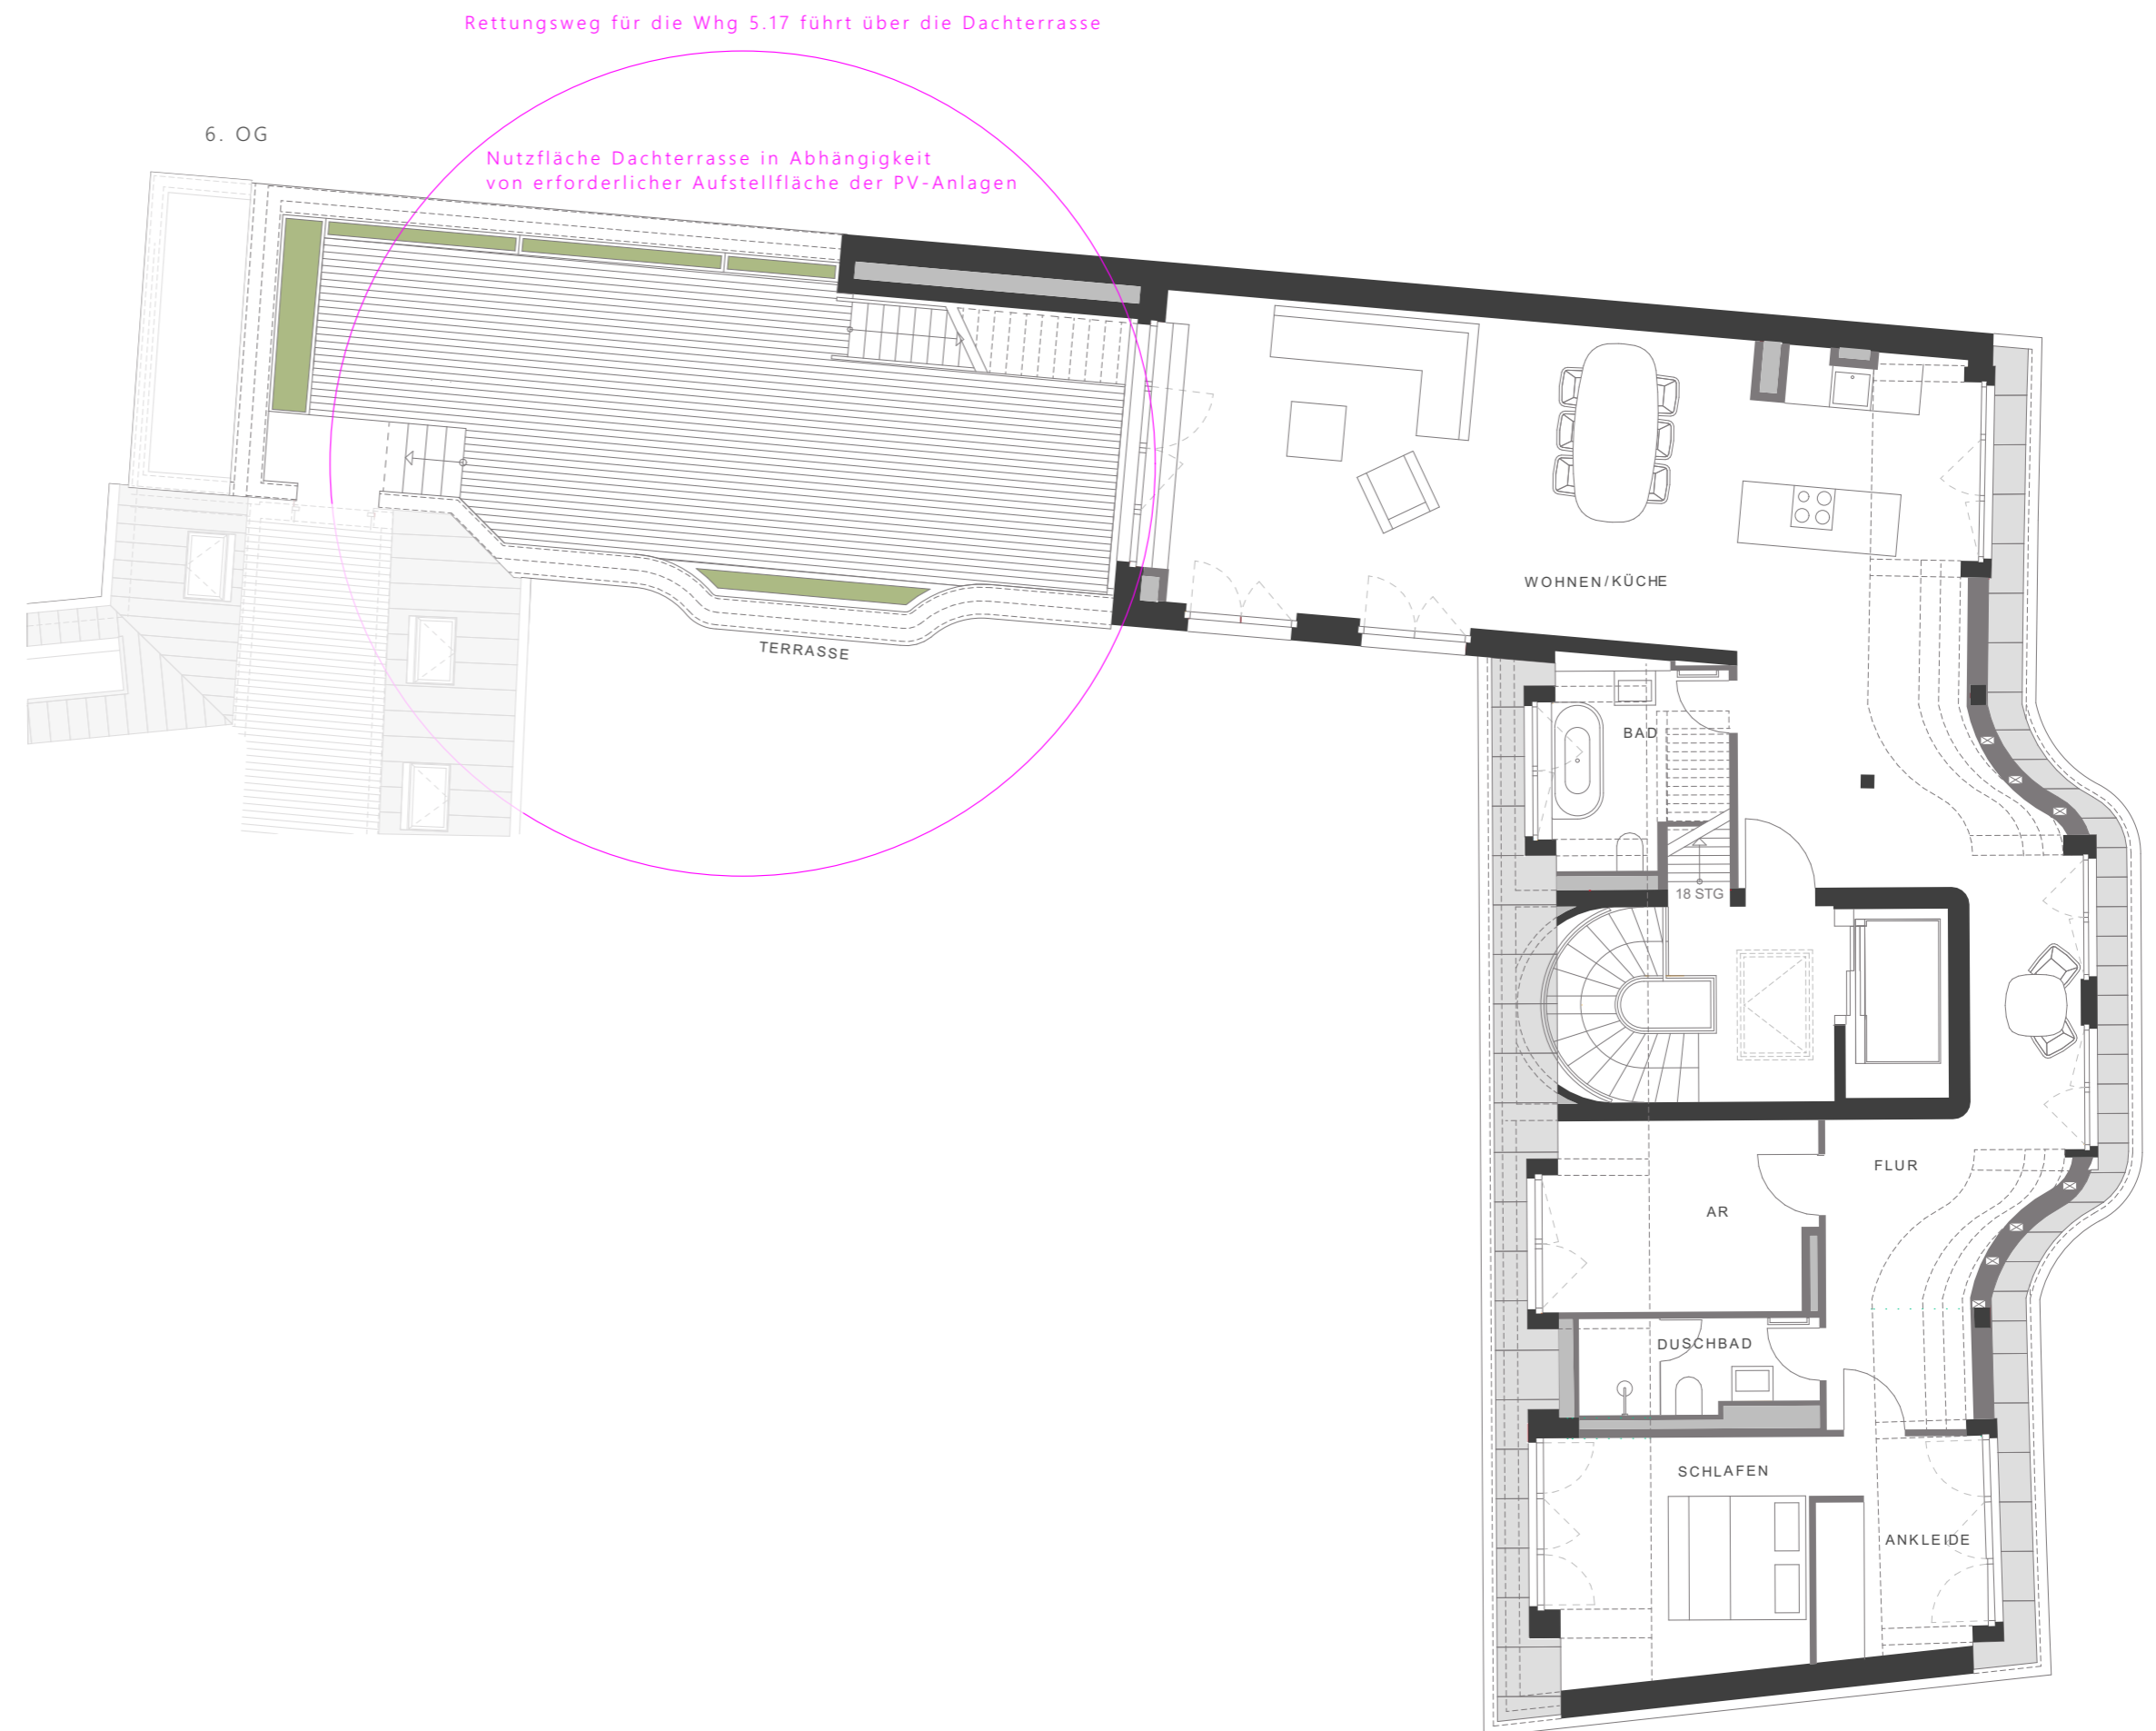 Rettungsweg für die Whg 5.17 führt über die Dachterrasse
6. OG
Nutzfläche Dachterrasse in Abhängigkeit
von erforderlicher Aufstellfläche der PV-Anlagen
WOHNEN/KÜCHE
TERRASSE
BAD
18 STG
FLUR
AR
DUSCHBAD
SCHLAFEN
ANKLEIDE